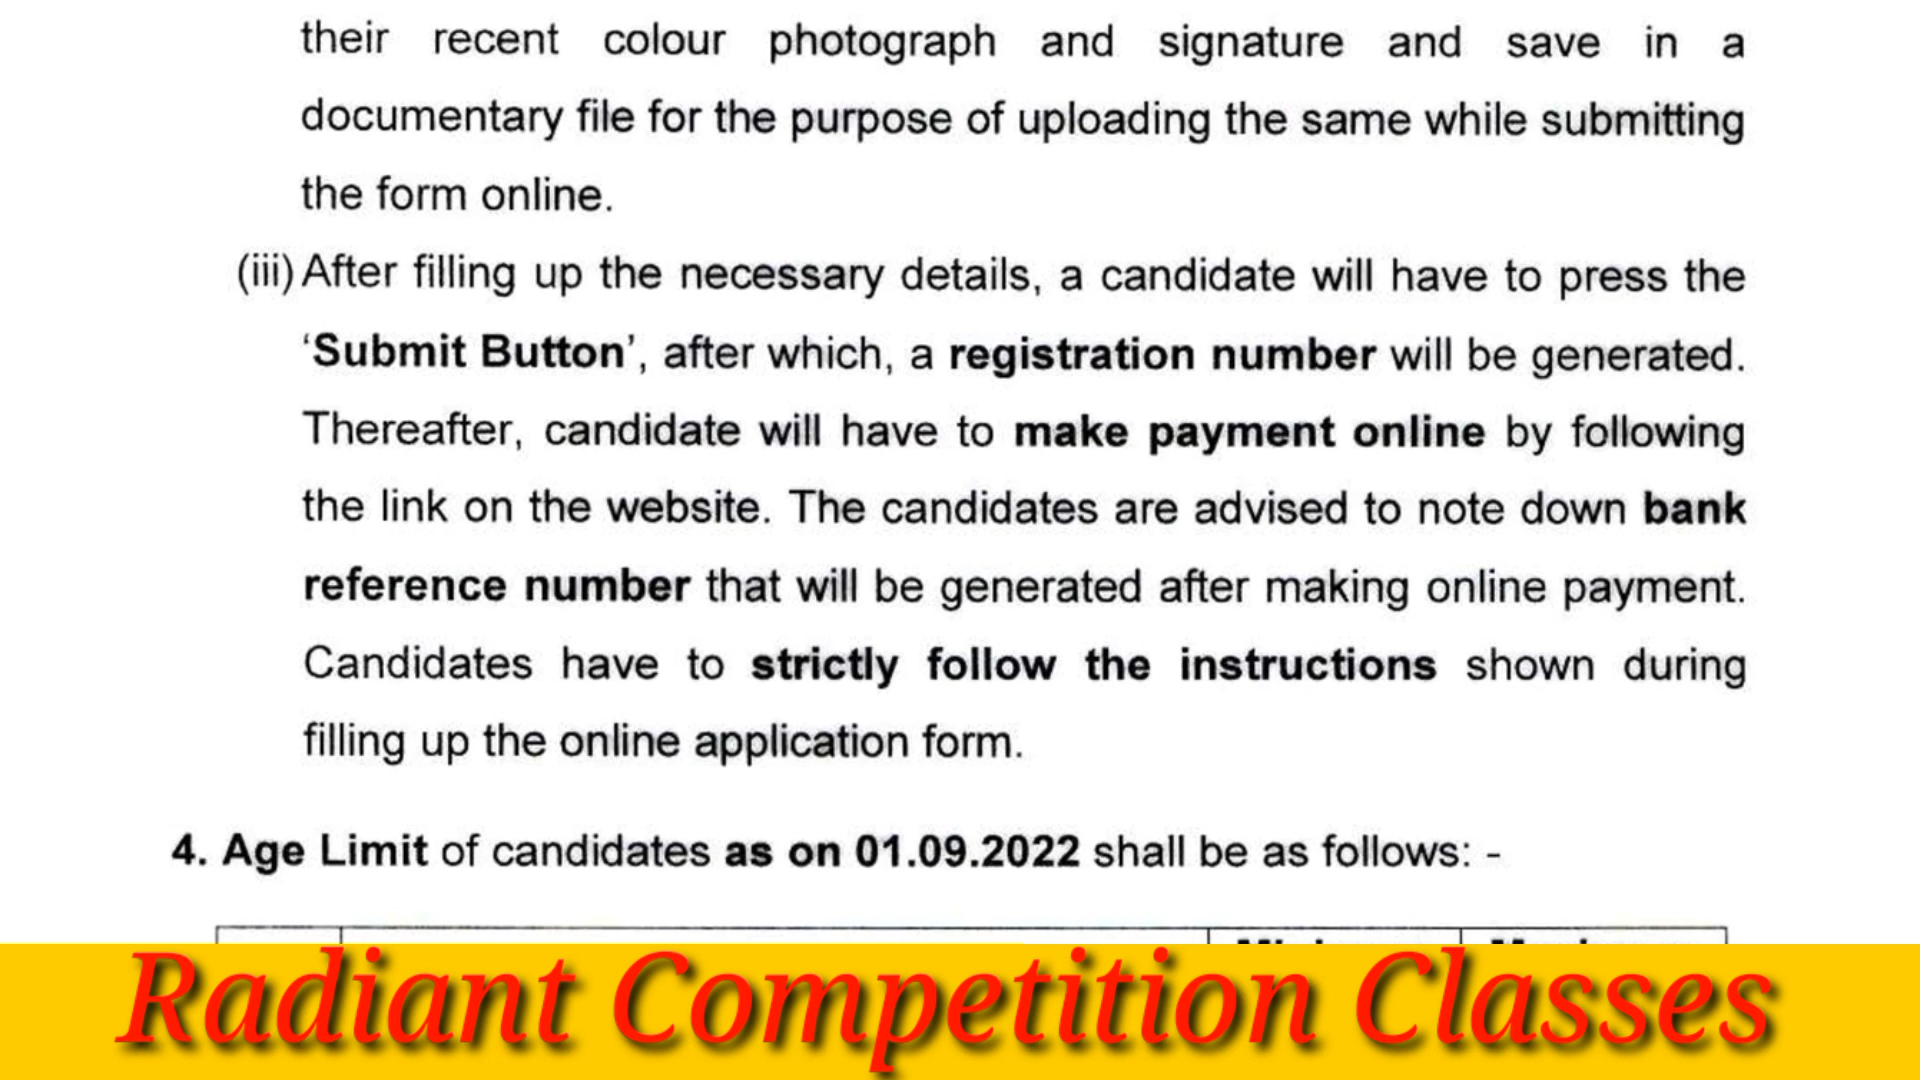 their recent colour photograph and signature and save in a
documentary file for the purpose of uploading the same while submitting
the form online.
(iii) After filling up the necessary details, a candidate will have to press the
‘Submit Button’, after which, a registration number will be generated.
Thereafter, candidate will have to make payment online by following
the link on the website. The candidates are advised to note down bank
reference number that will be generated after making online payment.
Candidates have to strictly follow the instructions shown during
filling up the online application form.
4. Age Limit of candidates as on 01.09.2022 shall be as follows: -
Radiant Competition Classes